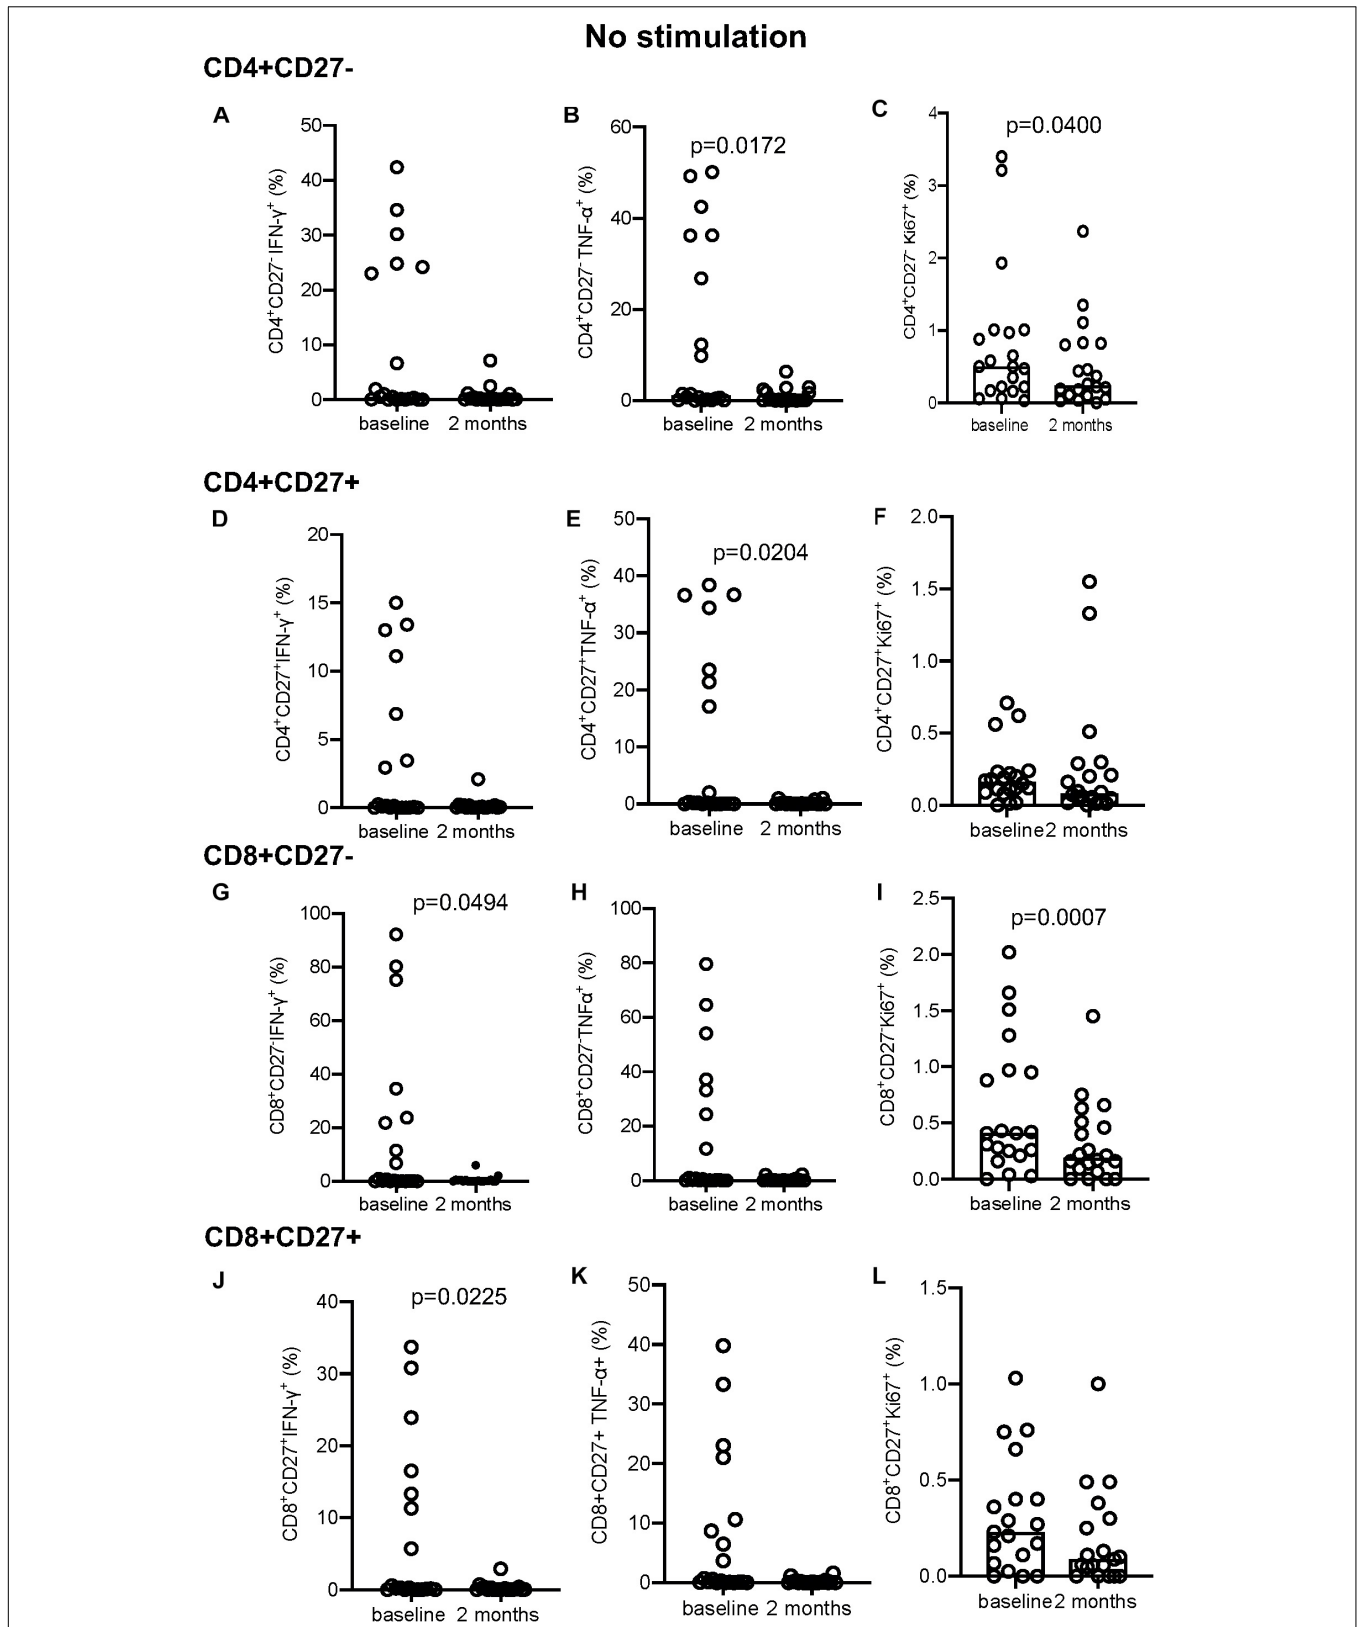 No stimulation
CD4+CD27-
A
CD4⁺CD27⁻ IFN-γ⁺ (%)
50
40
30
20
10
0
baseline 2 months
B
p=0.0172
CD4⁺CD27⁻ TNF-α⁺ (%)
60
40
20
0
baseline 2 months
C
p=0.0400
CD4⁺CD27⁻ Ki67⁺ (%)
4
3
2
1
0
baseline 2 months
CD4+CD27+
D
CD4⁺CD27⁺IFN-γ⁺ (%)
20
15
10
5
0
baseline 2 months
E
p=0.0204
CD4⁺CD27⁺TNF-α⁺ (%)
50
40
30
20
10
0
baseline 2 months
F
CD4⁺CD27⁺Ki67⁺ (%)
2.0
1.5
1.0
0.5
0.0
baseline 2 months
CD8+CD27-
G
p=0.0494
CD8⁺CD27⁻IFN-γ⁺ (%)
100
80
60
40
20
0
baseline 2 months
H
CD8⁺CD27⁻TNFα⁺ (%)
100
80
60
40
20
0
baseline 2 months
I
p=0.0007
CD8⁺CD27⁻Ki67⁺ (%)
2.5
2.0
1.5
1.0
0.5
0.0
baseline 2 months
CD8+CD27+
J
p=0.0225
CD8⁺CD27⁺IFN-γ⁺ (%)
40
30
20
10
0
baseline 2 months
K
CD8+CD27+ TNF-α+ (%)
50
40
30
20
10
0
baseline 2 months
L
CD8⁺CD27⁺Ki67⁺ (%)
1.5
1.0
0.5
0.0
baseline 2 months